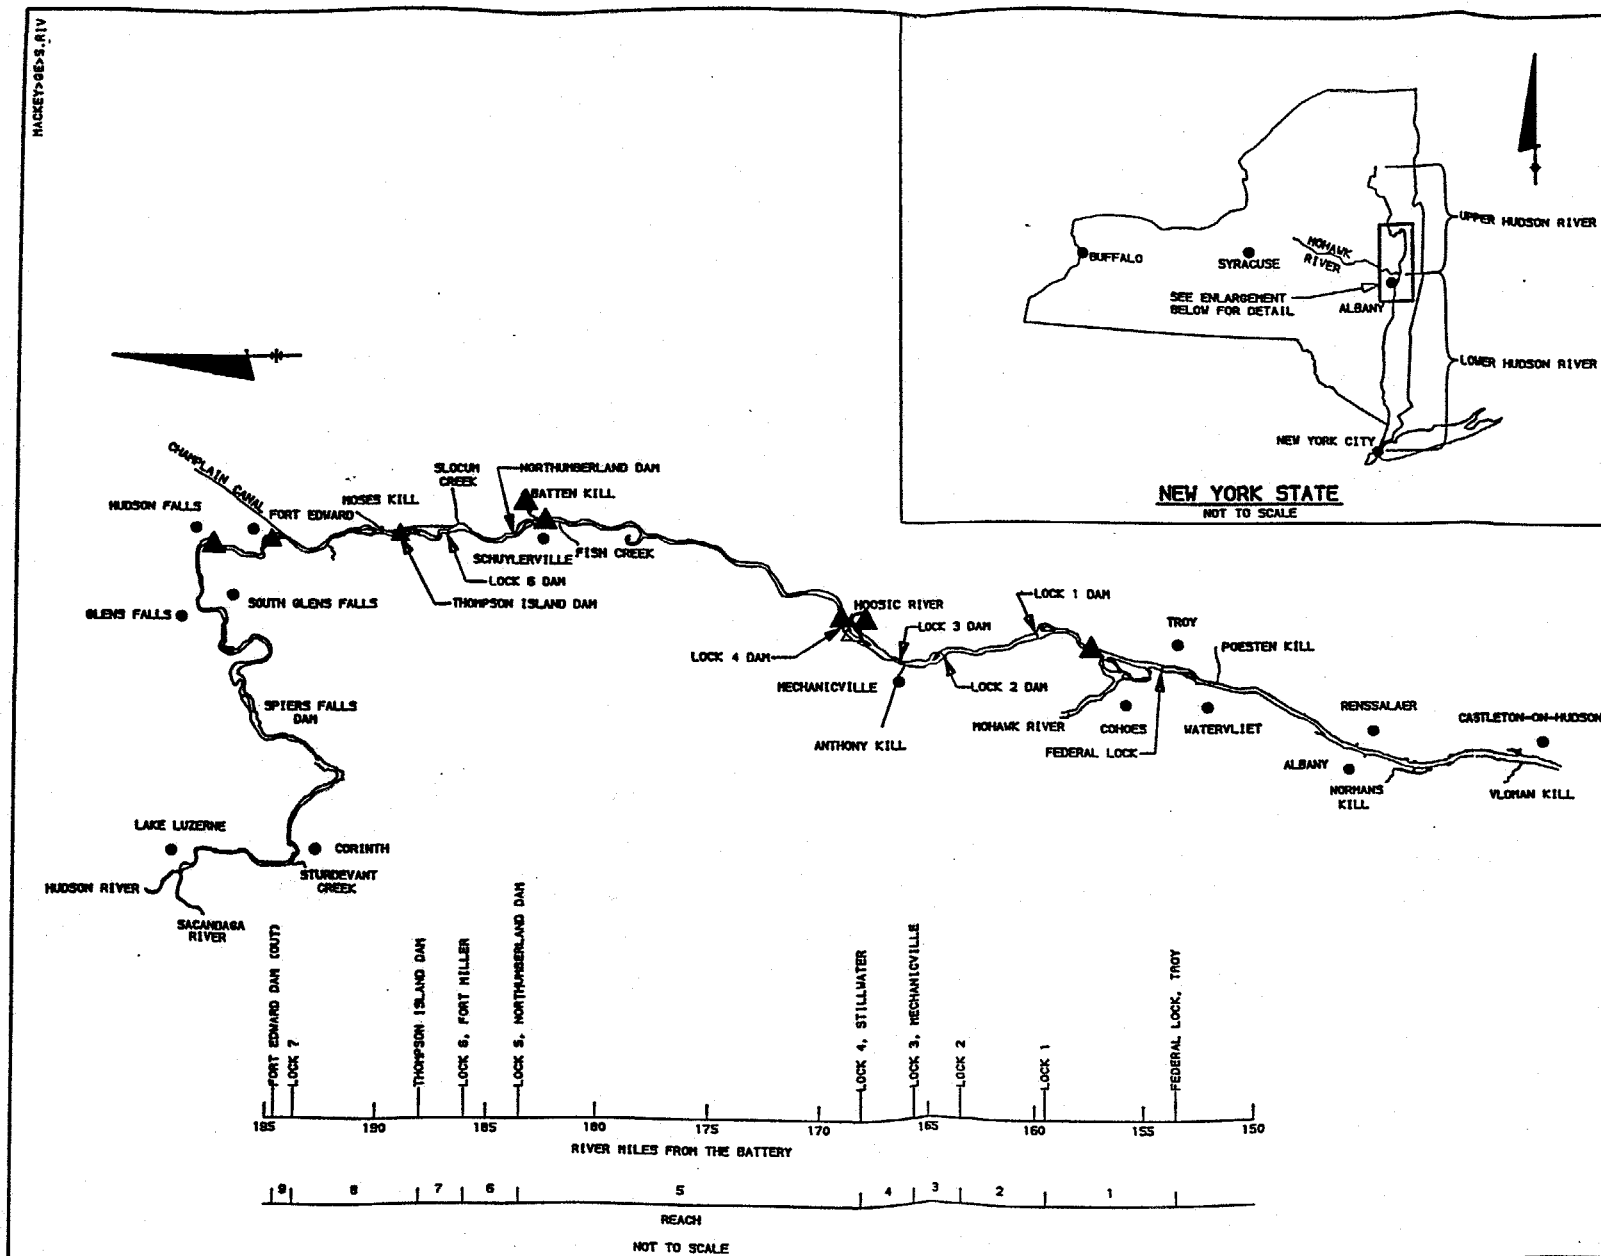 MACKEY>GE>S.RIV
UPPER HUDSON RIVER
MOHAWK
RIVER
BUFFALO
SYRACUSE
SEE ENLARGEMENT
BELOW FOR DETAIL
ALBANY
LOWER HUDSON RIVER
NEW YORK CITY
NEW YORK STATE
NOT TO SCALE
CHAMPLAIN CANAL
HUDSON FALLS
FORT EDWARD
MOSES KILL
SLOCUM
CREEK
NORTHUMBERLAND DAM
BATTEN KILL
SCHUYLERVILLE
FISH CREEK
LOCK 6 DAM
THOMPSON ISLAND DAM
GLENS FALLS
SOUTH GLENS FALLS
HOOSIC RIVER
LOCK 4 DAM
LOCK 3 DAM
LOCK 1 DAM
TROY
POESTEN KILL
MECHANICVILLE
LOCK 2 DAM
ANTHONY KILL
MOHAWK RIVER
COHOES
WATERVLIET
FEDERAL LOCK
RENSSALAER
CASTLETON-ON-HUDSON
ALBANY
NORMANS
KILL
VLOMAN KILL
SPIERS FALLS
DAM
LAKE LUZERNE
CORINTH
STURDEVANT
CREEK
HUDSON RIVER
SACANDAGA
RIVER
FORT EDWARD DAM (OUT)
LOCK 7
THOMPSON ISLAND DAM
LOCK 6, FORT MILLER
LOCK 5, NORTHUMBERLAND DAM
LOCK 4, STILLWATER
LOCK 3, MECHANICVILLE
LOCK 2
LOCK 1
FEDERAL LOCK, TROY
195 190 185 180 175 170 165 160 155 150
RIVER MILES FROM THE BATTERY
9 8 7 6 5 4 3 2 1
REACH
NOT TO SCALE